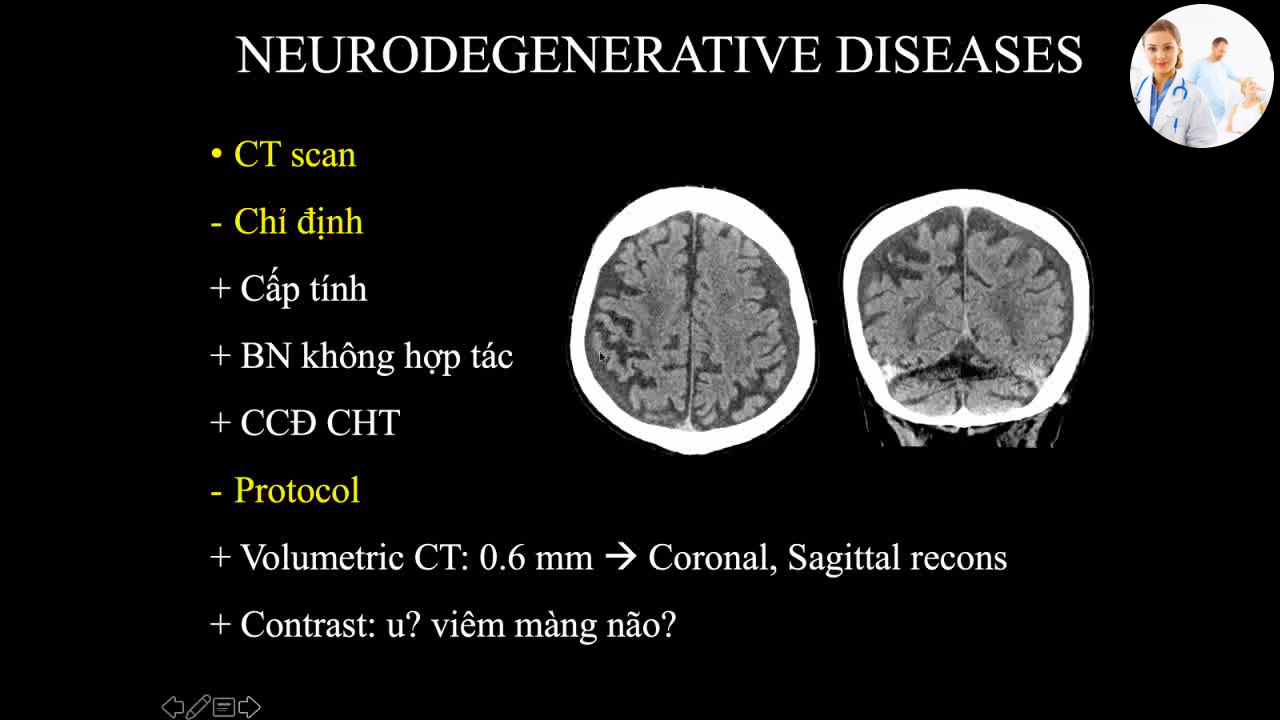 NEURODEGENERATIVE DISEASES
• CT scan
- Chỉ định
+ Cấp tính
+ BN không hợp tác
+ CCĐ CHT
- Protocol
+ Volumetric CT: 0.6 mm → Coronal, Sagittal recons
+ Contrast: u? viêm màng não?